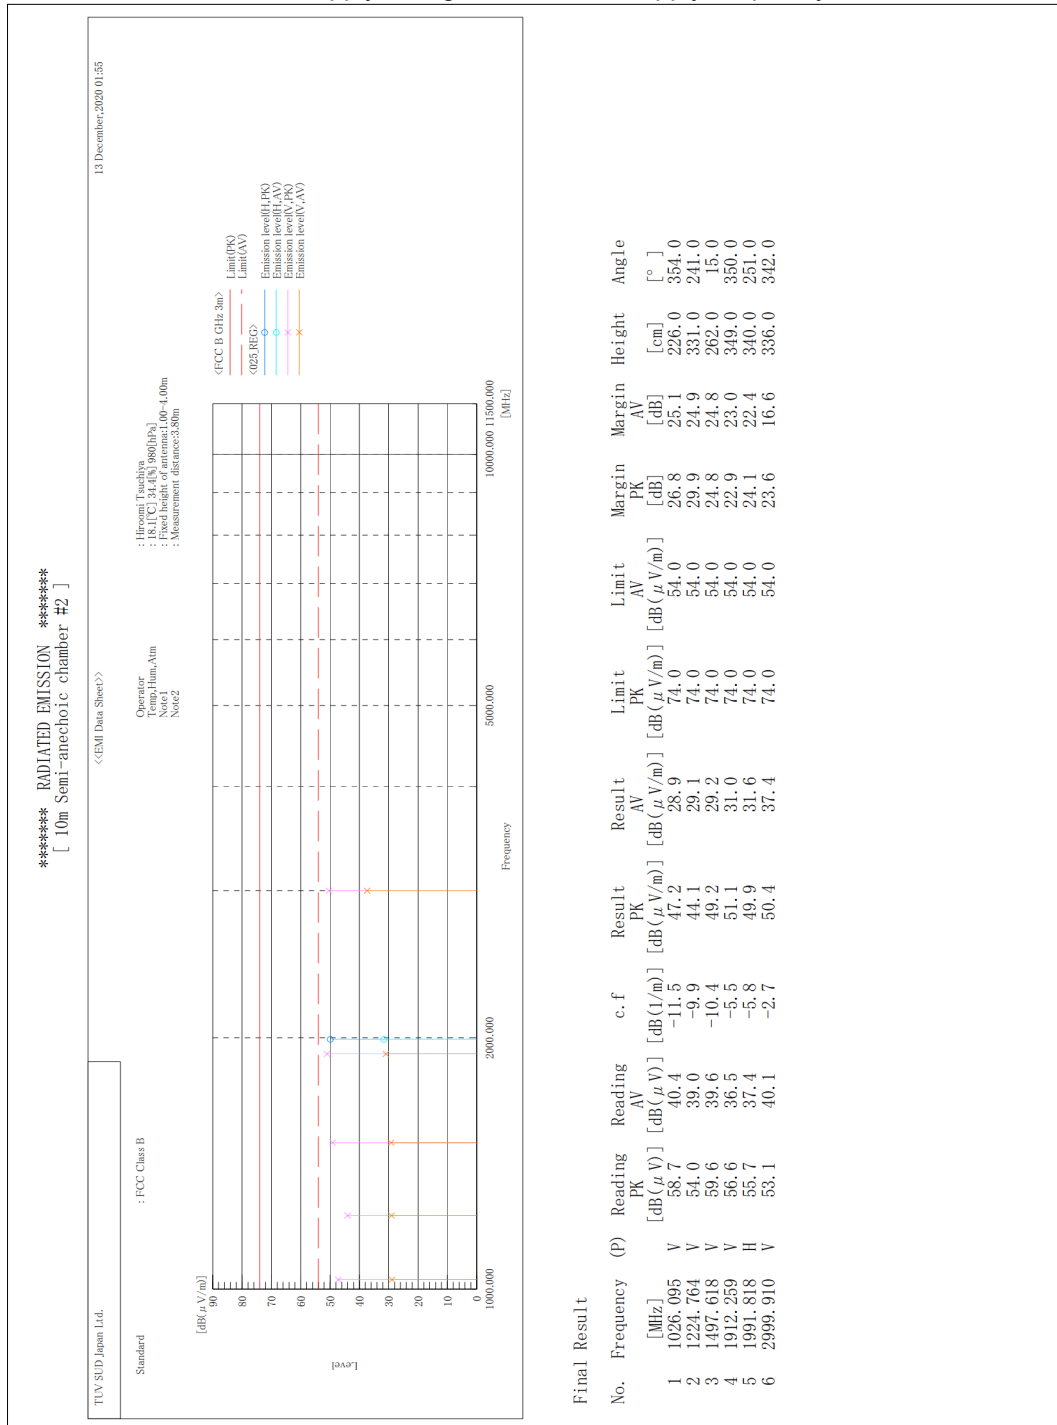 ******* RADIATED EMISSION *******
[ 10m Semi-anechoic chamber #2 ]
<<EMI Data Sheet>>
TUV SUD Japan Ltd.
13 December,2020 01:55
Standard : FCC Class B
Operator : Hiroomi Tsuchiya
Temp,Hum,Atm : 18.1[℃] 34.4[%] 980[hPa]
Note1 : Fixed height of antenna:1.00-4.00m
Note2 : Measurement distance:3.80m
<FCC B GHz 3m>
Limit(PK)
Limit(AV)
<025_REG>
Emission level(H,PK)
Emission level(H,AV)
Emission level(V,PK)
Emission level(V,AV)
[dB(μV/m)]
90
80
70
60
50
40
30
20
10
0
Level
1000.000 2000.000 5000.000 10000.000 11500.000
Frequency [MHz]
Final Result
No. Frequency (P) Reading Reading c.f Result Result Limit Limit Margin Margin Height Angle
PK AV PK AV PK AV PK AV
[MHz] [dB(μV)] [dB(μV)] [dB(1/m)] [dB(μV/m)] [dB(μV/m)] [dB(μV/m)] [dB(μV/m)] [dB] [dB] [cm] [° ]
1 1026.095 V 58.7 40.4 -11.5 47.2 28.9 74.0 54.0 26.8 25.1 226.0 354.0
2 1224.764 V 54.0 39.0 -9.9 44.1 29.1 74.0 54.0 29.9 24.9 331.0 241.0
3 1497.618 V 59.6 39.6 -10.4 49.2 29.2 74.0 54.0 24.8 24.8 262.0 15.0
4 1912.259 V 56.6 36.5 -5.5 51.1 31.0 74.0 54.0 22.9 23.0 349.0 350.0
5 1991.818 H 55.7 37.4 -5.8 49.9 31.6 74.0 54.0 24.1 22.4 340.0 251.0
6 2999.910 V 53.1 40.1 -2.7 50.4 37.4 74.0 54.0 23.6 16.6 336.0 342.0